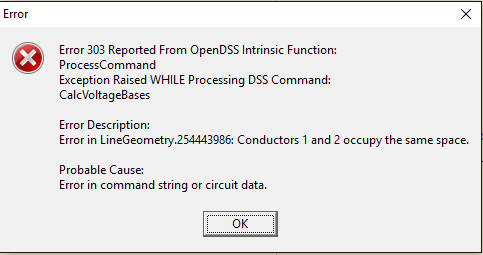 Error
Error 303 Reported From OpenDSS Intrinsic Function:
ProcessCommand
Exception Raised WHILE Processing DSS Command:
CalcVoltageBases
Error Description:
Error in LineGeometry.254443986: Conductors 1 and 2 occupy the same space.
Probable Cause:
Error in command string or circuit data.
OK